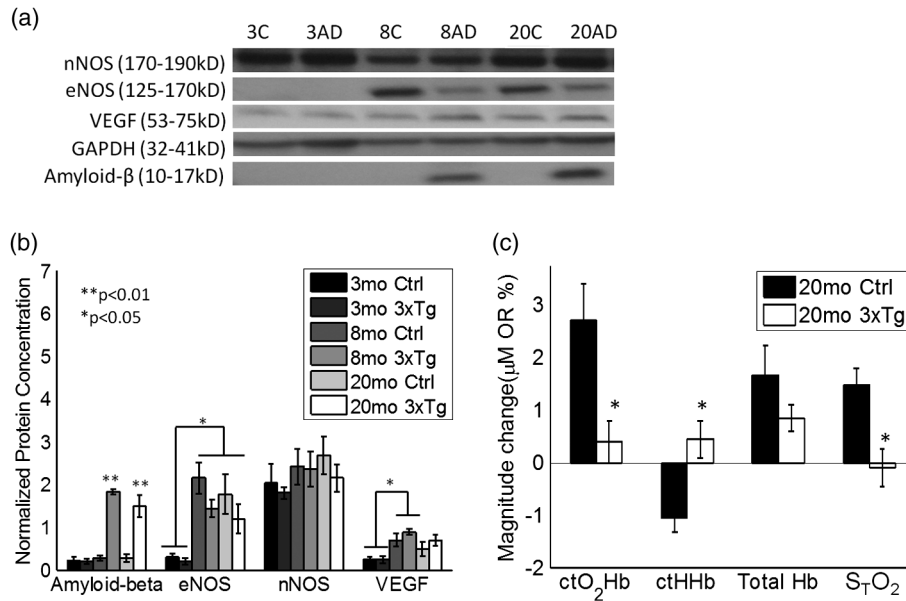 (a)
3C 3AD 8C 8AD 20C 20AD
nNOS (170-190kD)
eNOS (125-170kD)
VEGF (53-75kD)
GAPDH (32-41kD)
Amyloid-β (10-17kD)
(b)
Normalized Protein Concentration
7
6
5
4
3
2
1
0
**p<0.01
*p<0.05
3mo Ctrl
3mo 3xTg
8mo Ctrl
8mo 3xTg
20mo Ctrl
20mo 3xTg
** ** * *
Amyloid-beta eNOS nNOS VEGF
(c)
Magnitude change(μM OR %)
3
2
1
0
-1
-2
20mo Ctrl
20mo 3xTg
* * *
ctO₂Hb ctHHb Total Hb SᴛO₂